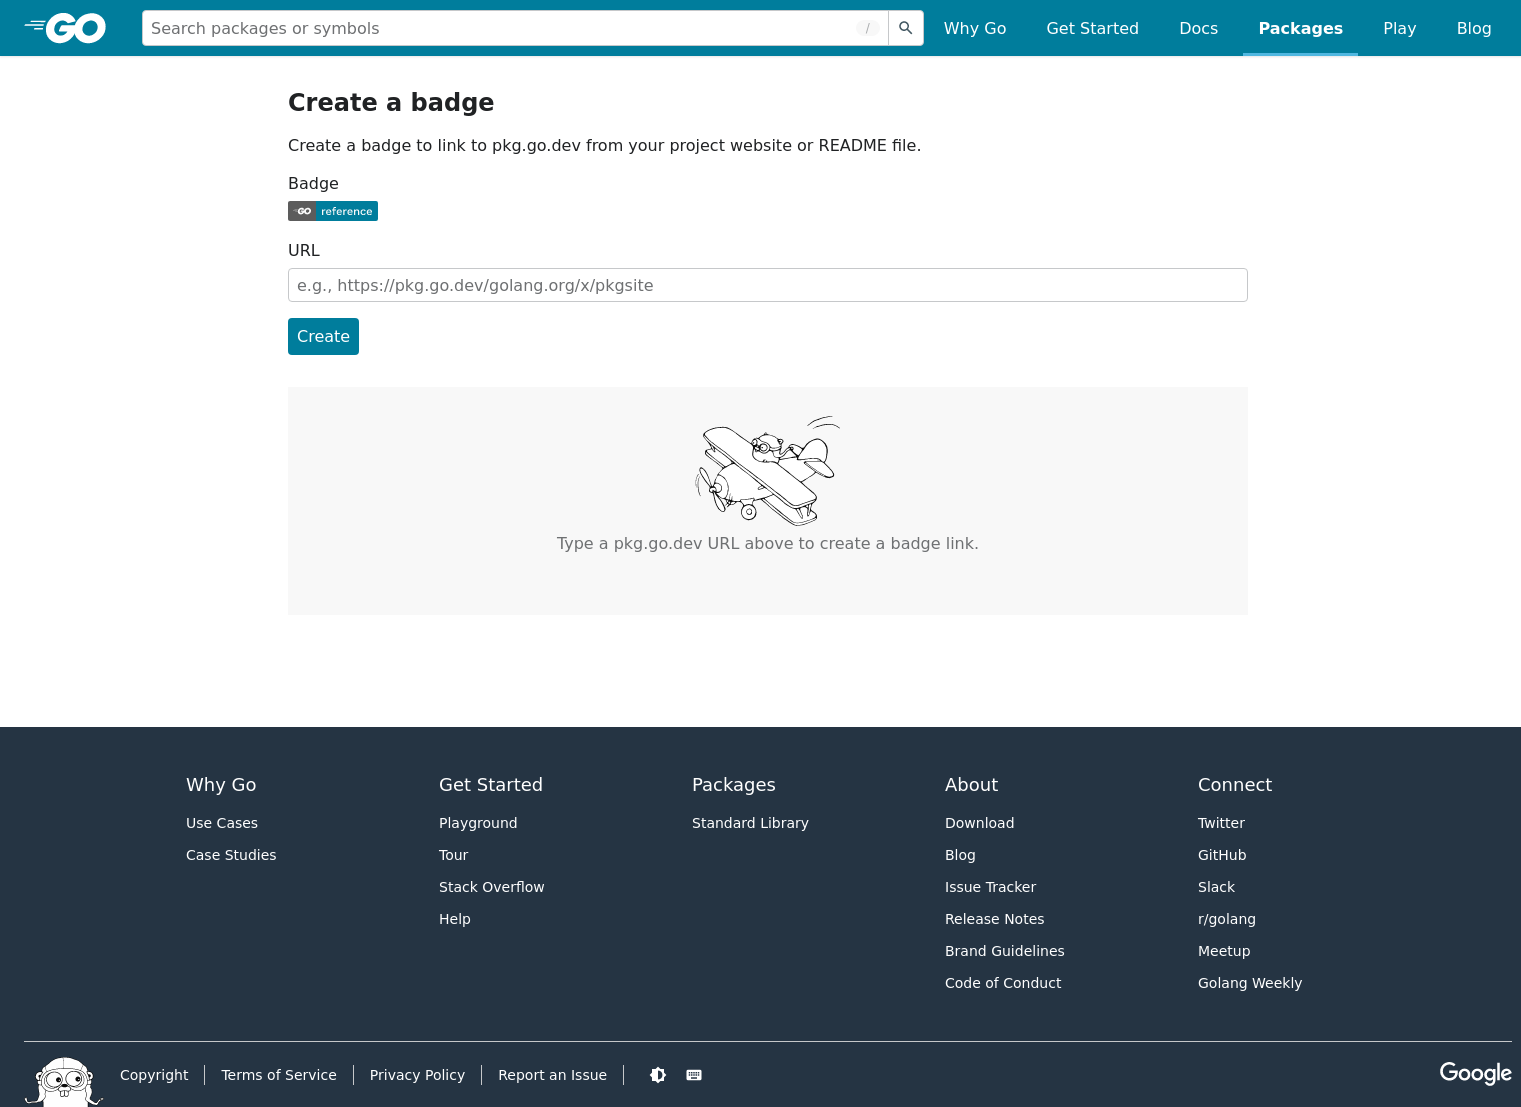 GO
Search packages or symbols
/
Why Go
Get Started
Docs
Packages
Play
Blog
Create a badge
Create a badge to link to pkg.go.dev from your project website or README file.
Badge
GO reference
URL
e.g., https://pkg.go.dev/golang.org/x/pkgsite
Create
Type a pkg.go.dev URL above to create a badge link.
Why Go
Use Cases
Case Studies
Get Started
Playground
Tour
Stack Overflow
Help
Packages
Standard Library
About
Download
Blog
Issue Tracker
Release Notes
Brand Guidelines
Code of Conduct
Connect
Twitter
GitHub
Slack
r/golang
Meetup
Golang Weekly
Copyright
Terms of Service
Privacy Policy
Report an Issue
Google